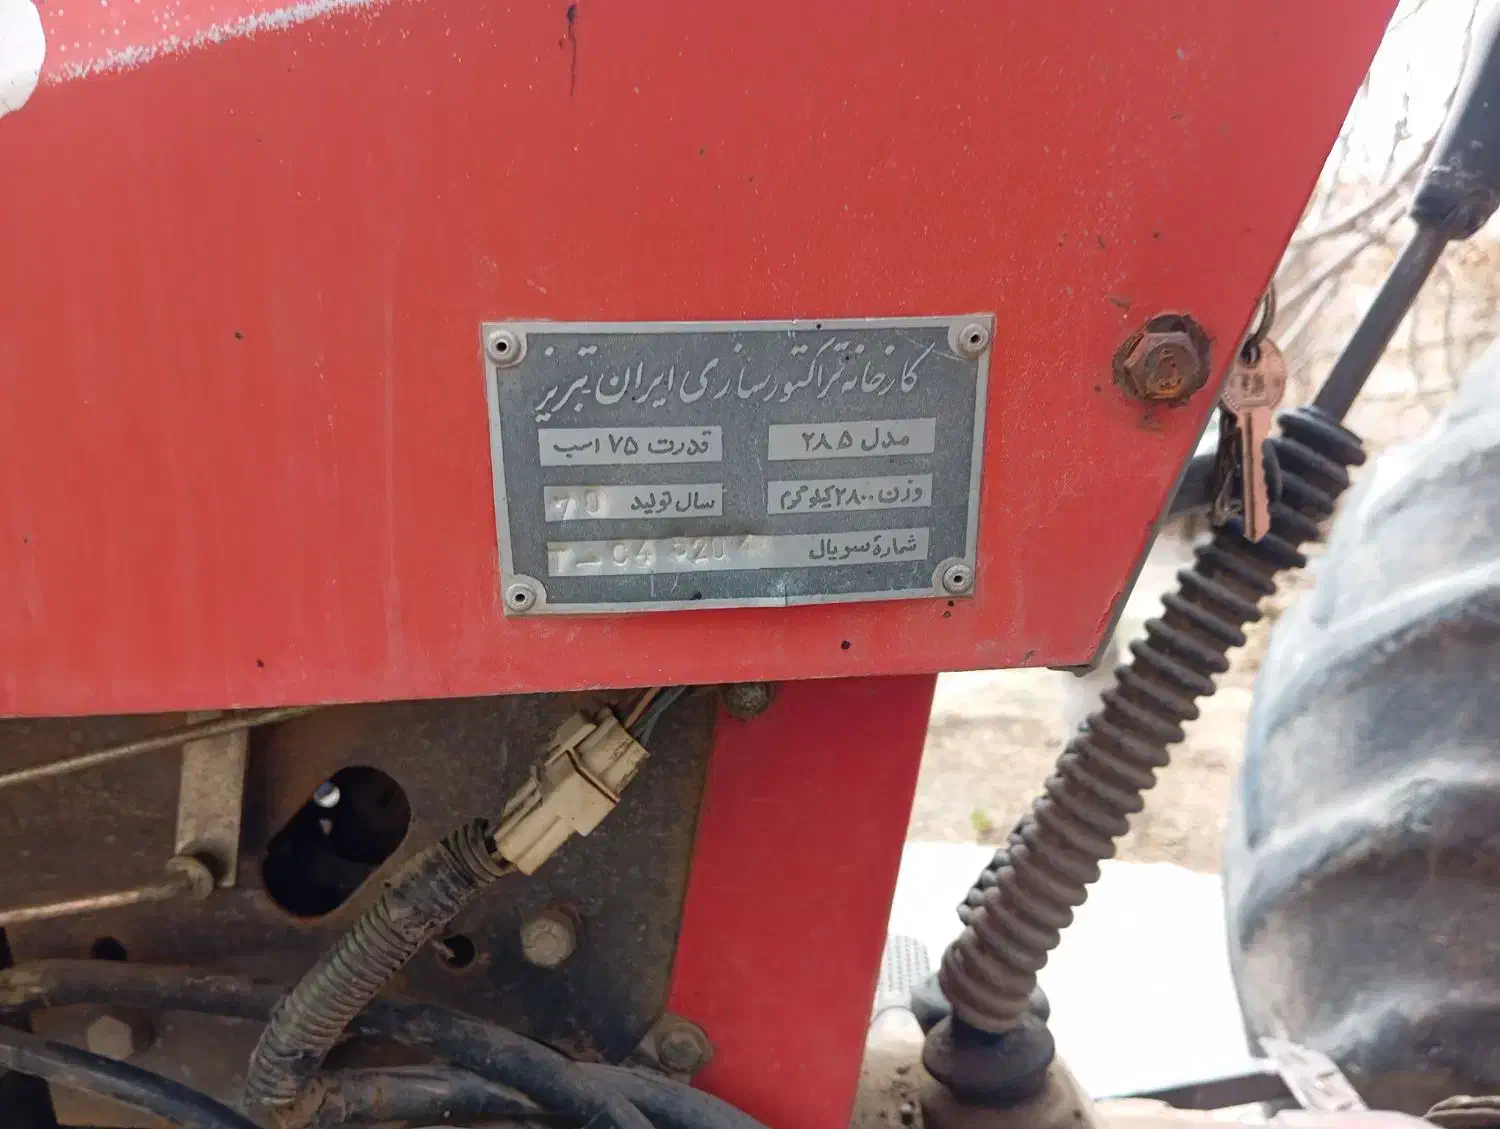 کارخانه تراکتورسازی ایران تبریز
مدل ۲۸۵
قدرت ۷۵ اسب
وزن ۲۸۰۰ کیلوگرم
سال تولید
شماره سریال